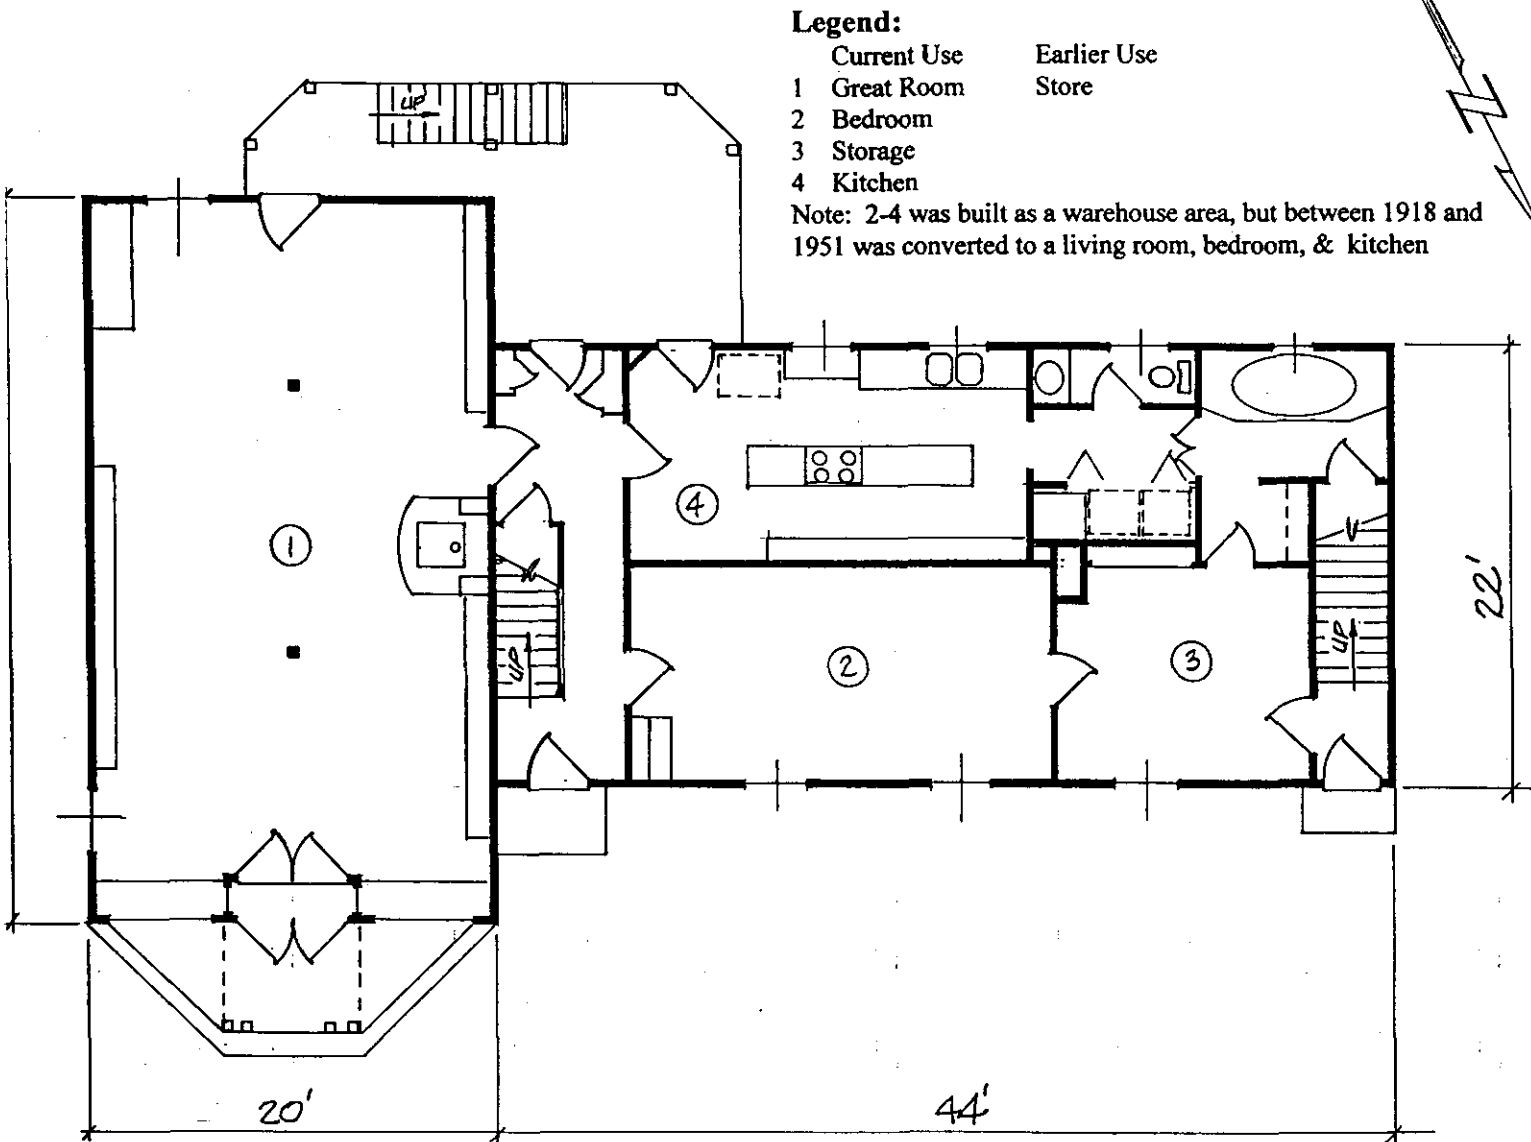 Legend:
Current Use Earlier Use
1 Great Room Store
2 Bedroom
3 Storage
4 Kitchen
Note: 2-4 was built as a warehouse area, but between 1918 and
1951 was converted to a living room, bedroom, & kitchen
UP
N
4
1
22'
UP
UP
2
3
20'
44'